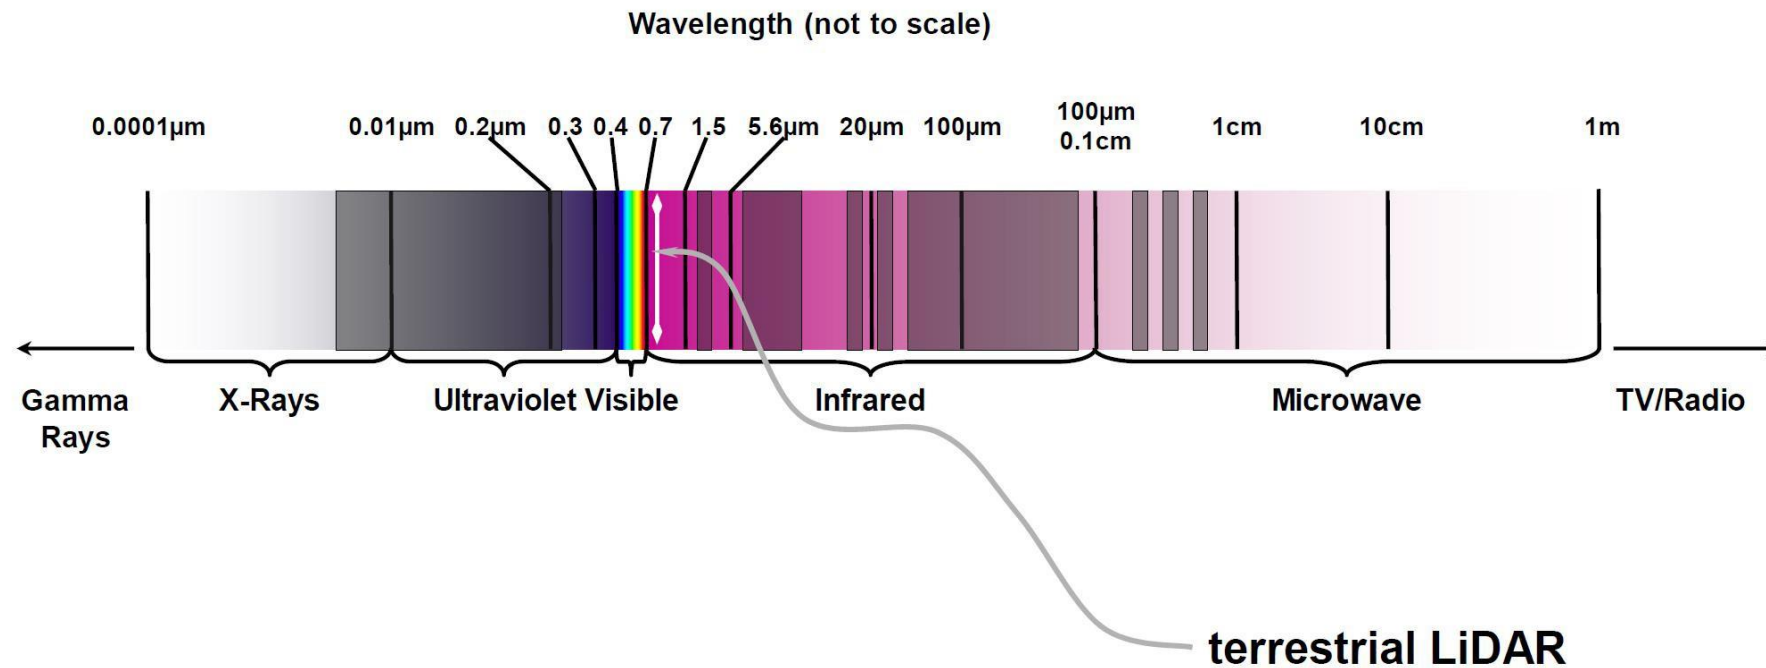 Wavelength (not to scale)
0.0001µm
0.01µm
0.2µm
0.3
0.4
0.7
1.5
5.6µm
20µm
100µm
100µm
0.1cm
1cm
10cm
1m
Gamma
Rays
X-Rays
Ultraviolet
Visible
Infrared
Microwave
TV/Radio
terrestrial LiDAR